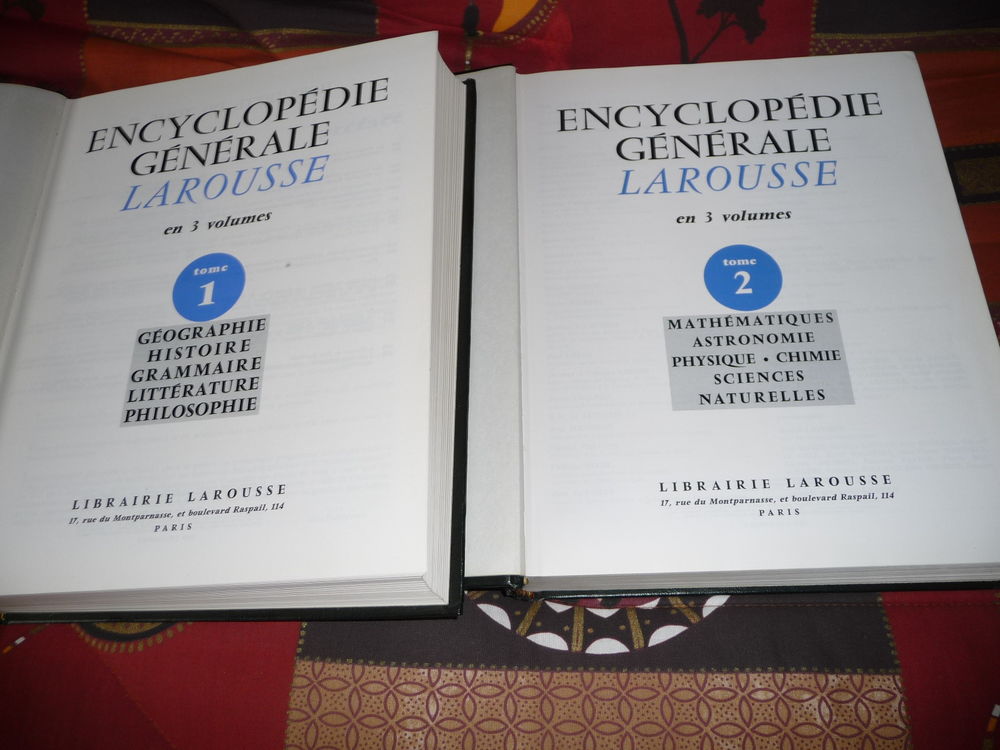 ENCYCLOPÉDIE
GÉNÉRALE
LAROUSSE
en 3 volumes
tome
1
GÉOGRAPHIE
HISTOIRE
GRAMMAIRE
LITTÉRATURE
PHILOSOPHIE
LIBRAIRIE LAROUSSE
17, rue du Montparnasse, et boulevard Raspail, 114
PARIS
ENCYCLOPÉDIE
GÉNÉRALE
LAROUSSE
en 3 volumes
tome
2
MATHÉMATIQUES
ASTRONOMIE
PHYSIQUE • CHIMIE
SCIENCES
NATURELLES
LIBRAIRIE LAROUSSE
17, rue du Montparnasse, et boulevard Raspail, 114
PARIS